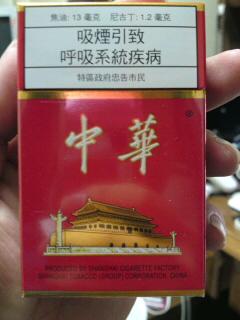 焦油: 13 毫克 尼古丁: 1.2 毫克
吸煙引致
呼吸系統疾病
特區政府忠告市民
中華
®
PRODUCED BY SHANGHAI CIGARETTE FACTORY
SHANGHAI TOBACCO (GROUP) CORPORATION, CHINA